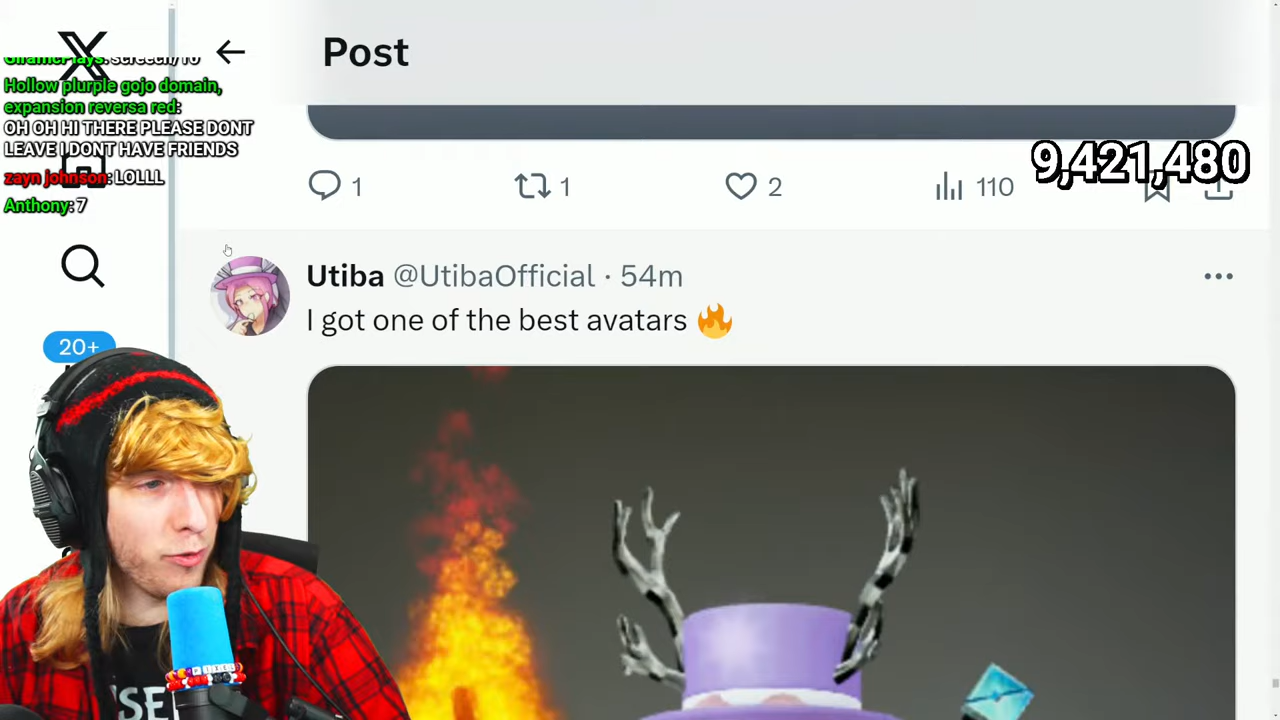 Post
Hollow plurple gojo domain,
expansion reversa red:
OH OH HI THERE PLEASE DONT
LEAVE I DONT HAVE FRIENDS
zayn johnson: LOLLL
Anthony: 7
9,421,480
1
1
2
110
Utiba @UtibaOfficial · 54m
I got one of the best avatars 🔥
20+